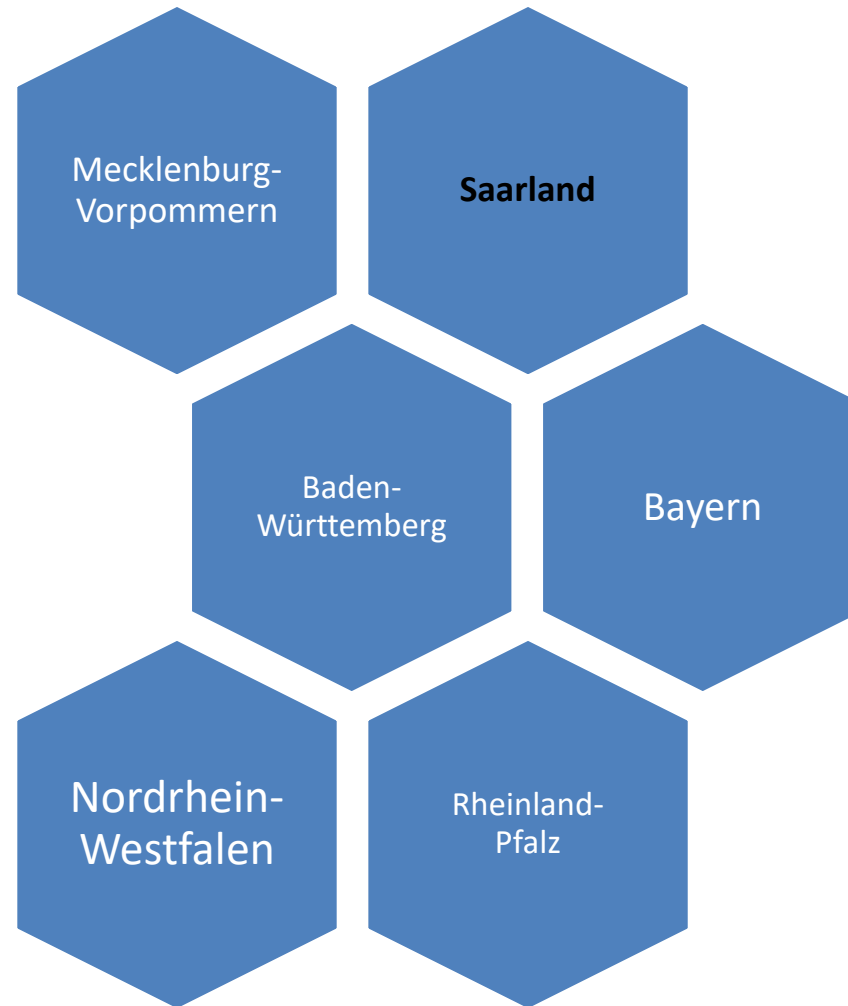 Mecklenburg-
Vorpommern
Saarland
Baden-
Württemberg
Bayern
Nordrhein-
Westfalen
Rheinland-
Pfalz